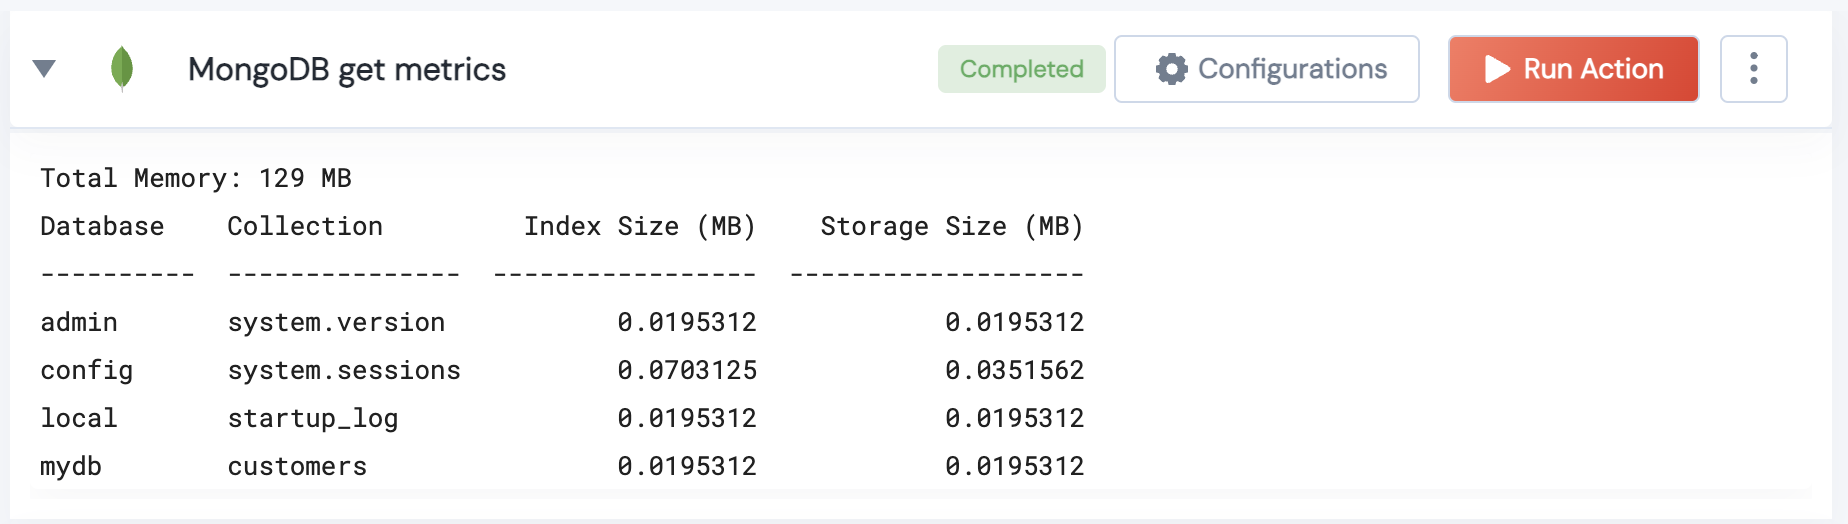 MongoDB get metrics Completed Configurations Run Action
Total Memory: 129 MB
Database    Collection         Index Size (MB)    Storage Size (MB)
----------  ---------------  -----------------  -------------------
admin       system.version           0.0195312            0.0195312
config      system.sessions          0.0703125            0.0351562
local       startup_log              0.0195312            0.0195312
mydb        customers                0.0195312            0.0195312